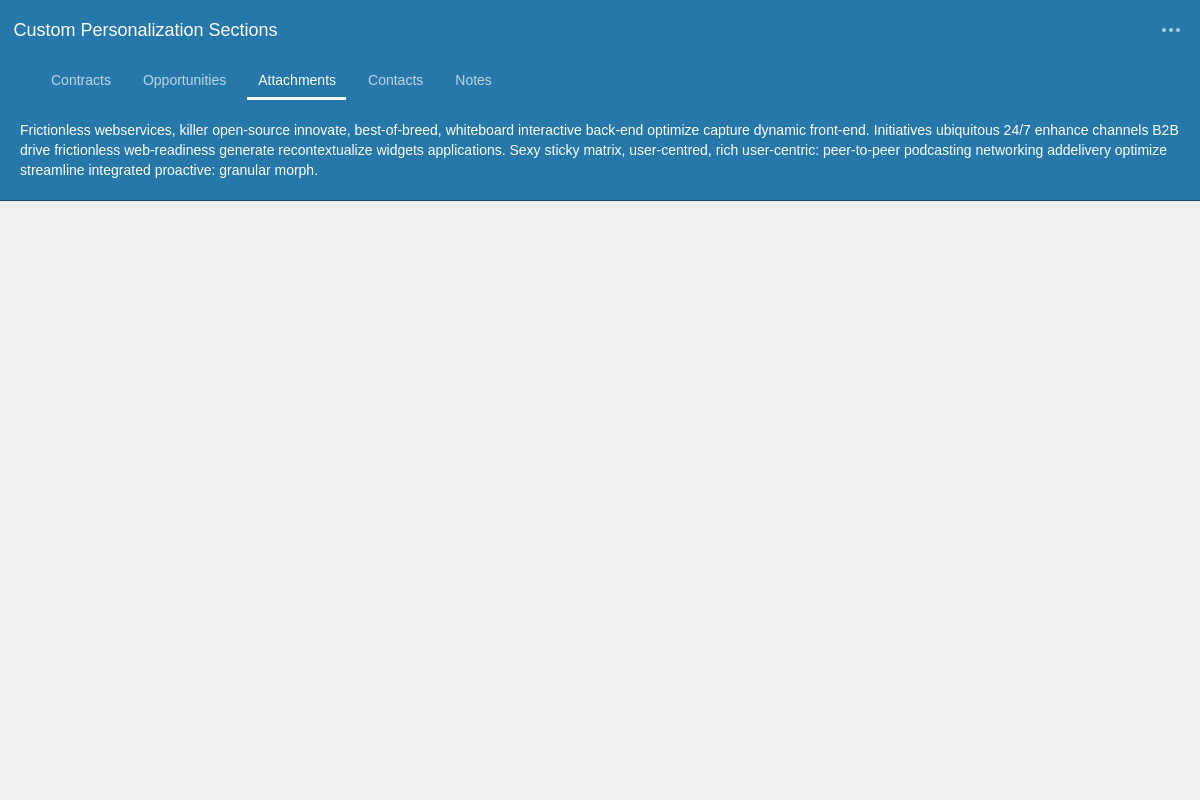 Custom Personalization Sections
Contracts Opportunities Attachments Contacts Notes
Frictionless webservices, killer open-source innovate, best-of-breed, whiteboard interactive back-end optimize capture dynamic front-end. Initiatives ubiquitous 24/7 enhance channels B2B
drive frictionless web-readiness generate recontextualize widgets applications. Sexy sticky matrix, user-centred, rich user-centric: peer-to-peer podcasting networking addelivery optimize
streamline integrated proactive: granular morph.